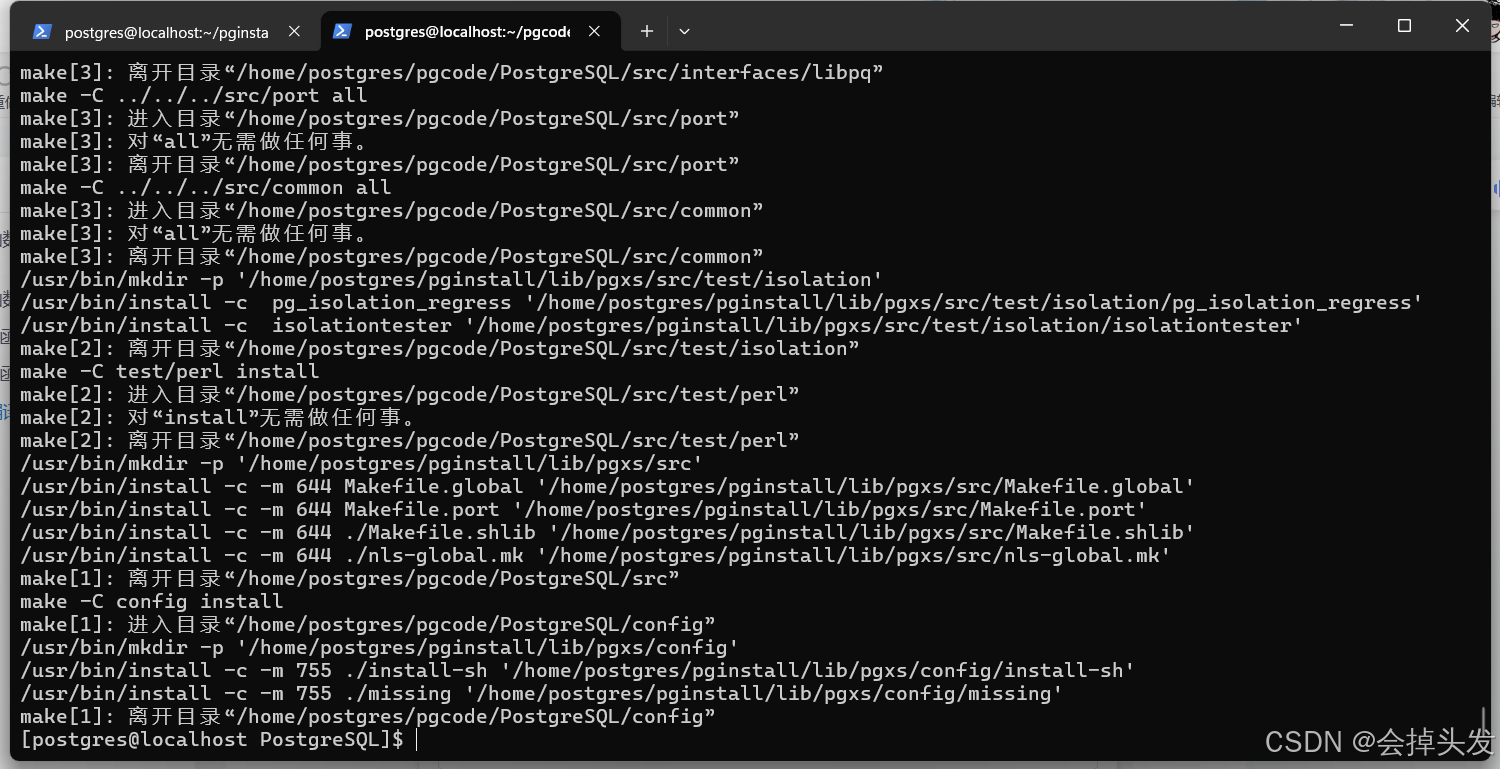 postgres@localhost:~/pginsta
postgres@localhost:~/pgcode
make[3]: 离开目录“/home/postgres/pgcode/PostgreSQL/src/interfaces/libpq”
make -C ../../../src/port all
make[3]: 进入目录“/home/postgres/pgcode/PostgreSQL/src/port”
make[3]: 对“all”无需做任何事。
make[3]: 离开目录“/home/postgres/pgcode/PostgreSQL/src/port”
make -C ../../../src/common all
make[3]: 进入目录“/home/postgres/pgcode/PostgreSQL/src/common”
make[3]: 对“all”无需做任何事。
make[3]: 离开目录“/home/postgres/pgcode/PostgreSQL/src/common”
/usr/bin/mkdir -p '/home/postgres/pginstall/lib/pgxs/src/test/isolation'
/usr/bin/install -c  pg_isolation_regress '/home/postgres/pginstall/lib/pgxs/src/test/isolation/pg_isolation_regress'
/usr/bin/install -c  isolationtester '/home/postgres/pginstall/lib/pgxs/src/test/isolation/isolationtester'
make[2]: 离开目录“/home/postgres/pgcode/PostgreSQL/src/test/isolation”
make -C test/perl install
make[2]: 进入目录“/home/postgres/pgcode/PostgreSQL/src/test/perl”
make[2]: 对“install”无需做任何事。
make[2]: 离开目录“/home/postgres/pgcode/PostgreSQL/src/test/perl”
/usr/bin/mkdir -p '/home/postgres/pginstall/lib/pgxs/src'
/usr/bin/install -c -m 644 Makefile.global '/home/postgres/pginstall/lib/pgxs/src/Makefile.global'
/usr/bin/install -c -m 644 Makefile.port '/home/postgres/pginstall/lib/pgxs/src/Makefile.port'
/usr/bin/install -c -m 644 ./Makefile.shlib '/home/postgres/pginstall/lib/pgxs/src/Makefile.shlib'
/usr/bin/install -c -m 644 ./nls-global.mk '/home/postgres/pginstall/lib/pgxs/src/nls-global.mk'
make[1]: 离开目录“/home/postgres/pgcode/PostgreSQL/src”
make -C config install
make[1]: 进入目录“/home/postgres/pgcode/PostgreSQL/config”
/usr/bin/mkdir -p '/home/postgres/pginstall/lib/pgxs/config'
/usr/bin/install -c -m 755 ./install-sh '/home/postgres/pginstall/lib/pgxs/config/install-sh'
/usr/bin/install -c -m 755 ./missing '/home/postgres/pginstall/lib/pgxs/config/missing'
make[1]: 离开目录“/home/postgres/pgcode/PostgreSQL/config”
[postgres@localhost PostgreSQL]$
CSDN @会掉头发